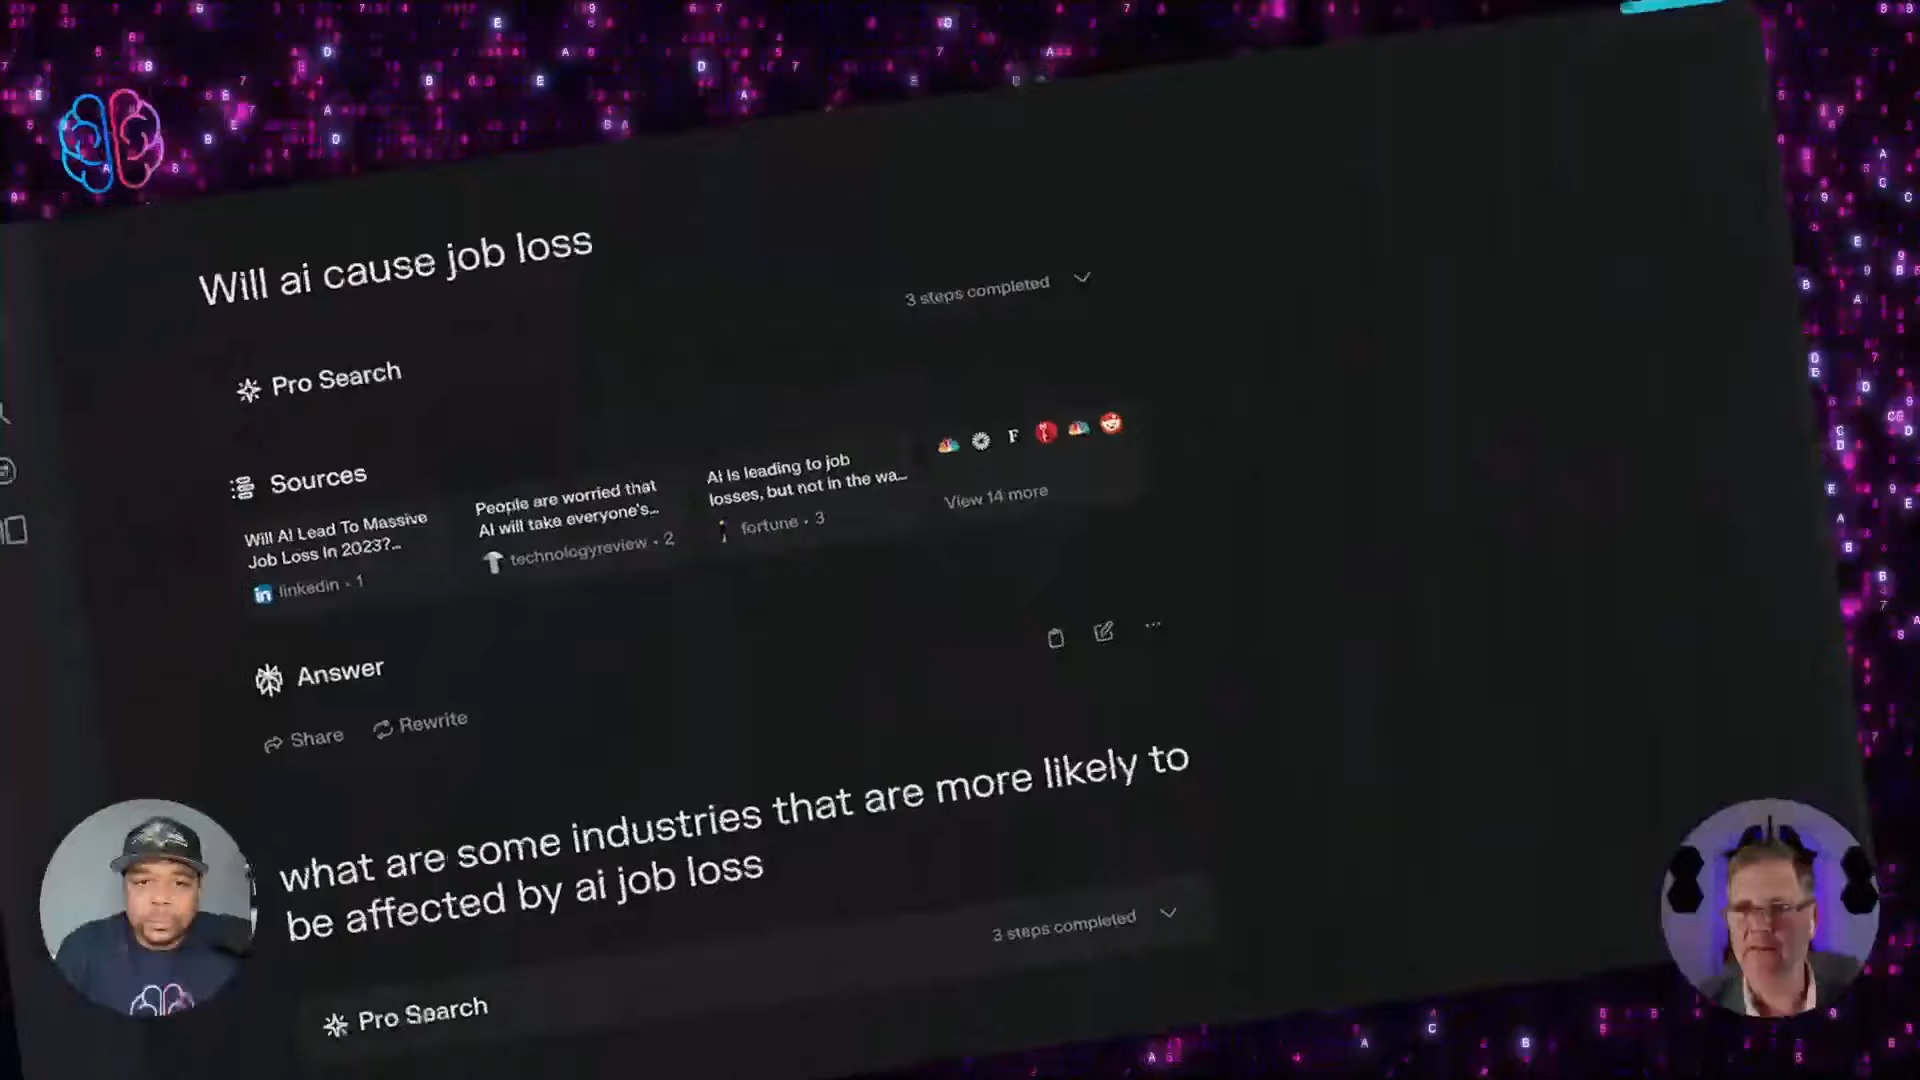 Will ai cause job loss
3 steps completed
Pro Search
Sources
Will AI Lead To Massive
Job Loss In 2023?...
linkedin · 1
People are worried that
AI will take everyone's...
technologyreview · 2
AI is leading to job
losses, but not in the wa...
fortune · 3
View 14 more
Answer
Share
Rewrite
what are some industries that are more likely to
be affected by ai job loss
3 steps completed
Pro Search